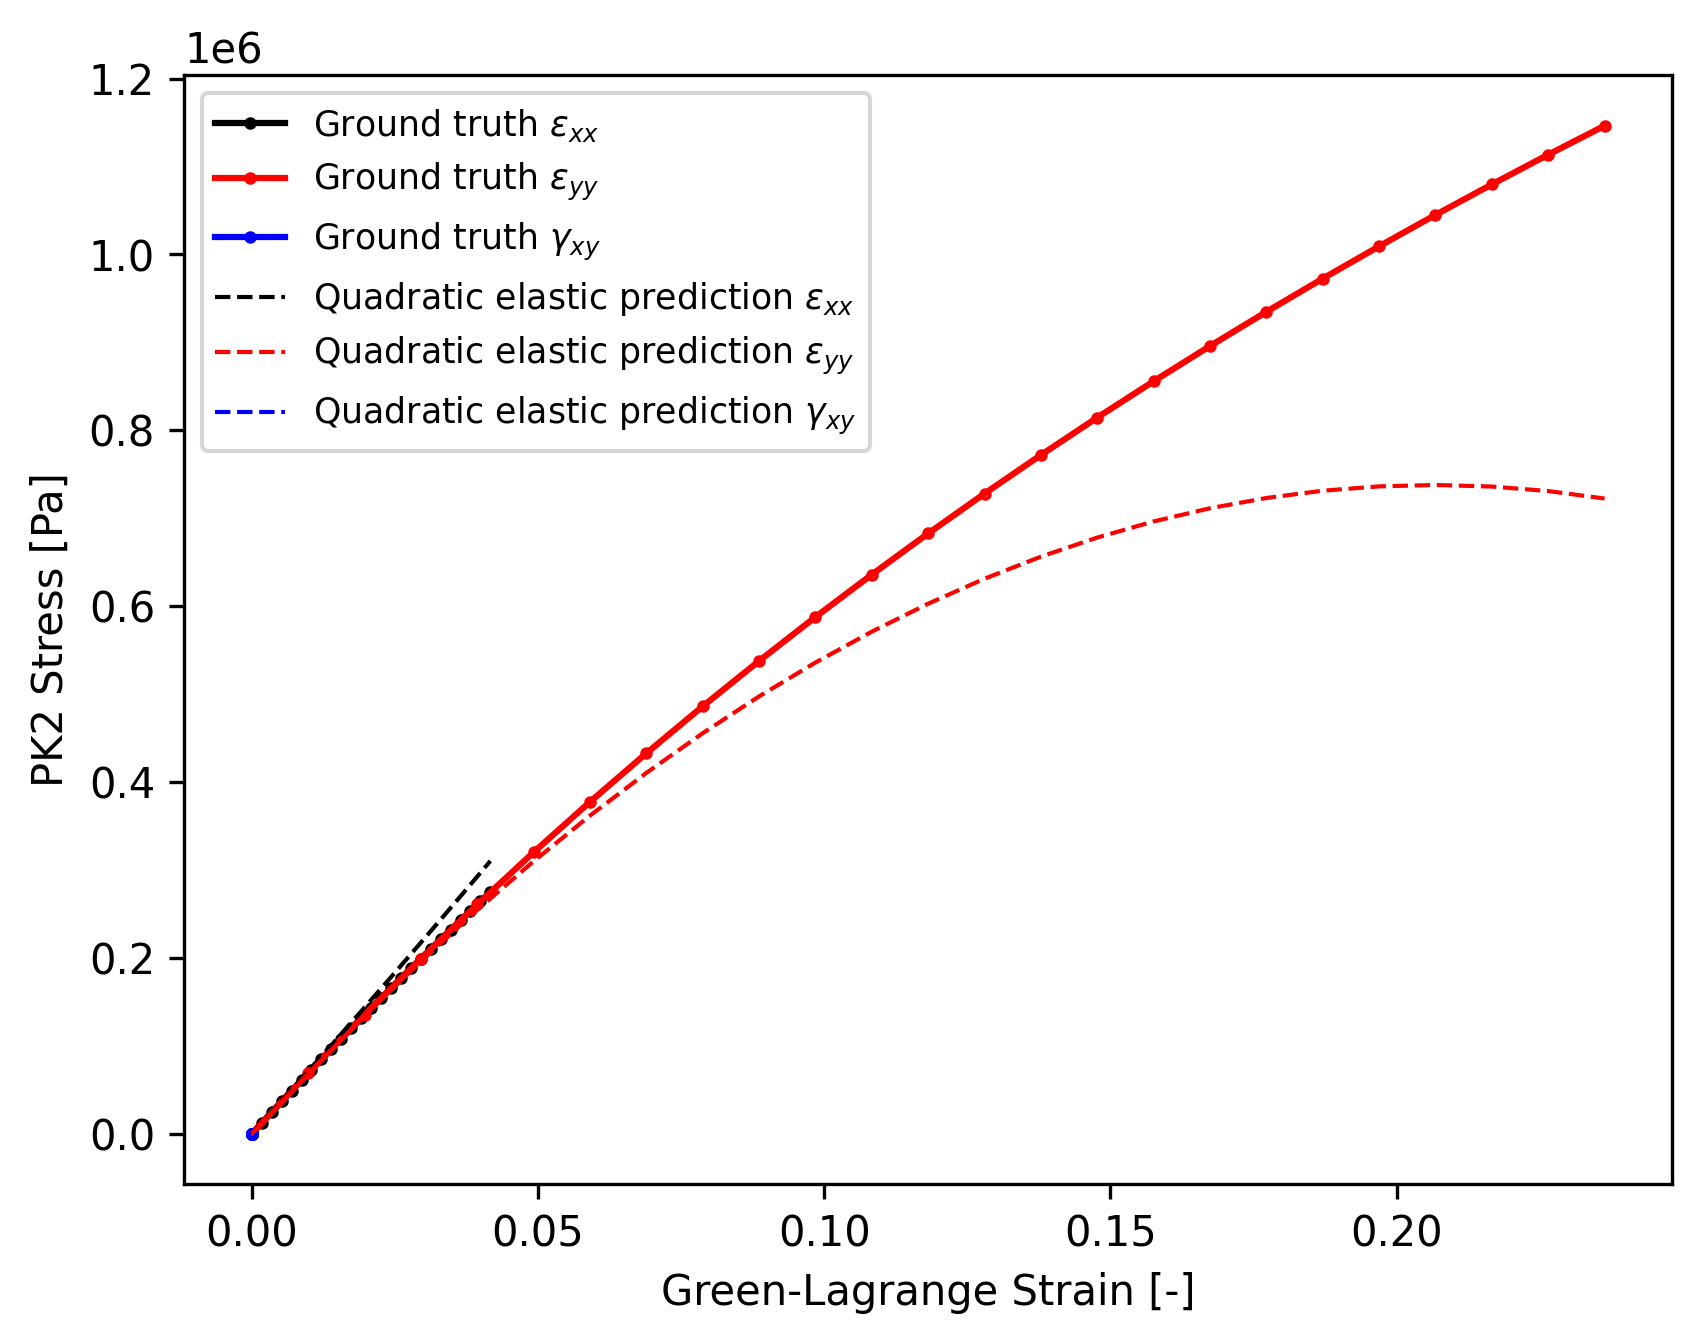 1e6
1.2
1.0
0.8
0.6
0.4
0.2
0.0
PK2 Stress [Pa]
Ground truth εxx
Ground truth εyy
Ground truth γxy
Quadratic elastic prediction εxx
Quadratic elastic prediction εyy
Quadratic elastic prediction γxy
0.00 0.05 0.10 0.15 0.20
Green-Lagrange Strain [-]